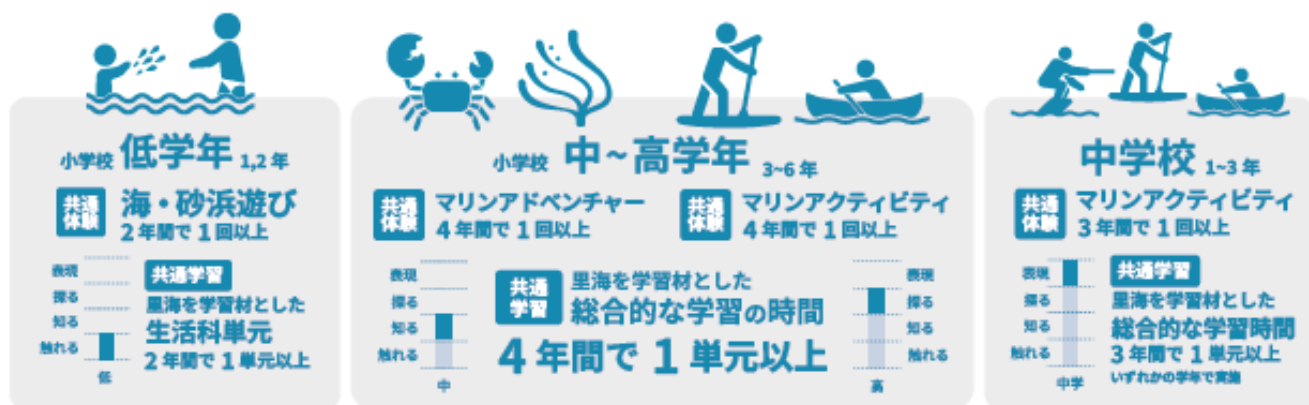 小学校 低学年 1,2 年
共通体験
海・砂浜遊び
2 年間で 1 回以上
表現
探る
知る
触れる
低
共通学習
里海を学習材とした
生活科単元
2 年間で 1 単元以上
小学校 中~高学年 3~6 年
共通体験
マリンアドベンチャー
4 年間で 1 回以上
共通体験
マリンアクティビティ
4 年間で 1 回以上
表現
探る
知る
触れる
中
共通学習
里海を学習材とした
総合的な学習の時間
4 年間で 1 単元以上
表現
探る
知る
触れる
高
中学校 1~3 年
共通体験
マリンアクティビティ
3 年間で 1 回以上
表現
探る
知る
触れる
中学
共通学習
里海を学習材とした
総合的な学習時間
3 年間で 1 単元以上
いずれかの学年で実施